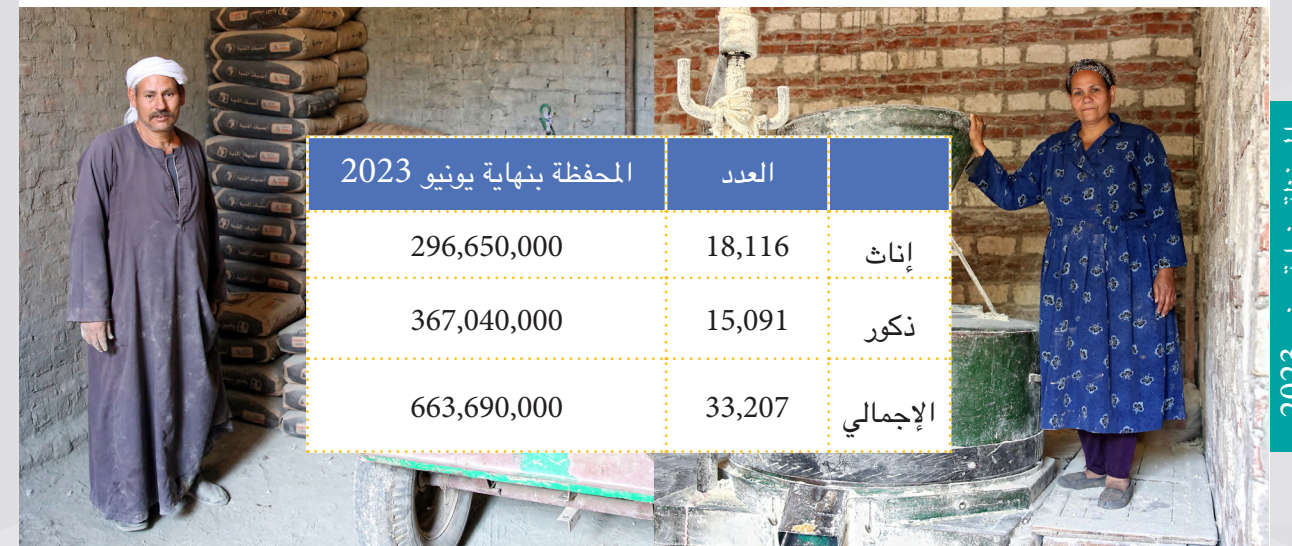 العدد المحفظة بنهاية يونيو 2023
إناث 18,116 296,650,000
ذكور 15,091 367,040,000
الإجمالي 33,207 663,690,000
2023